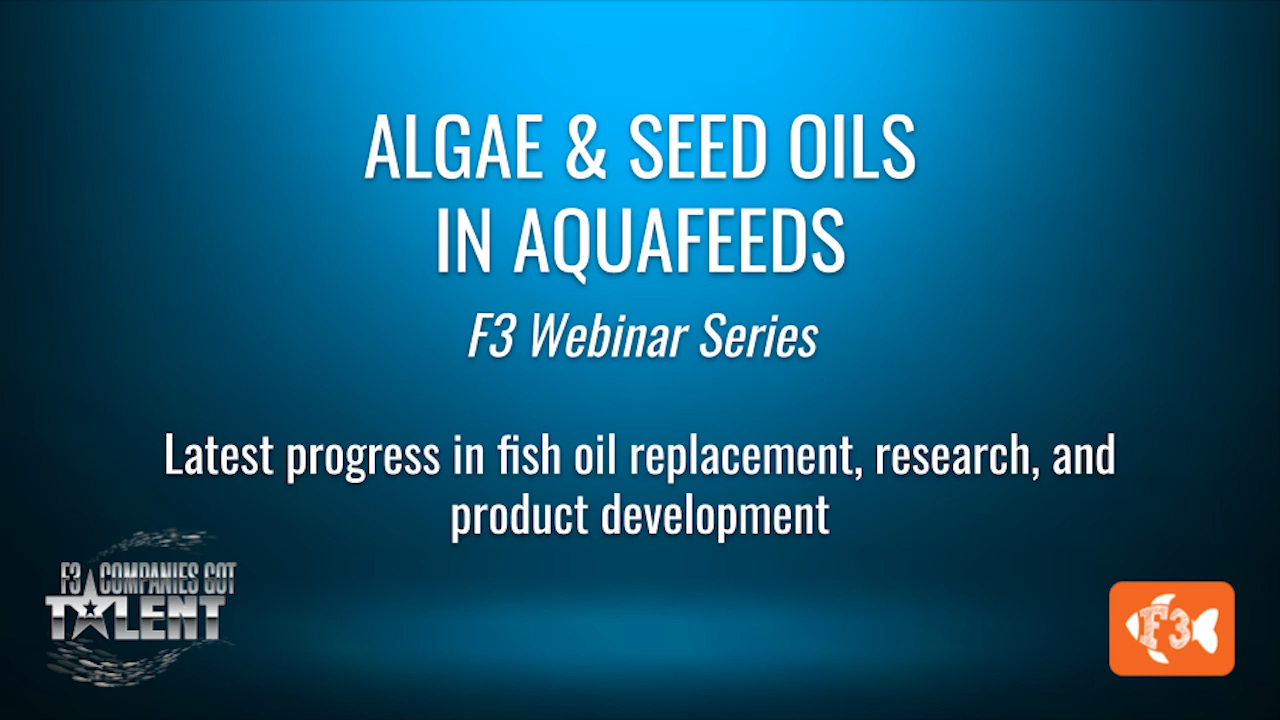 ALGAE & SEED OILS
IN AQUAFEEDS
F3 Webinar Series
Latest progress in fish oil replacement, research, and
product development
F3 COMPANIES GOT
TALENT
F3